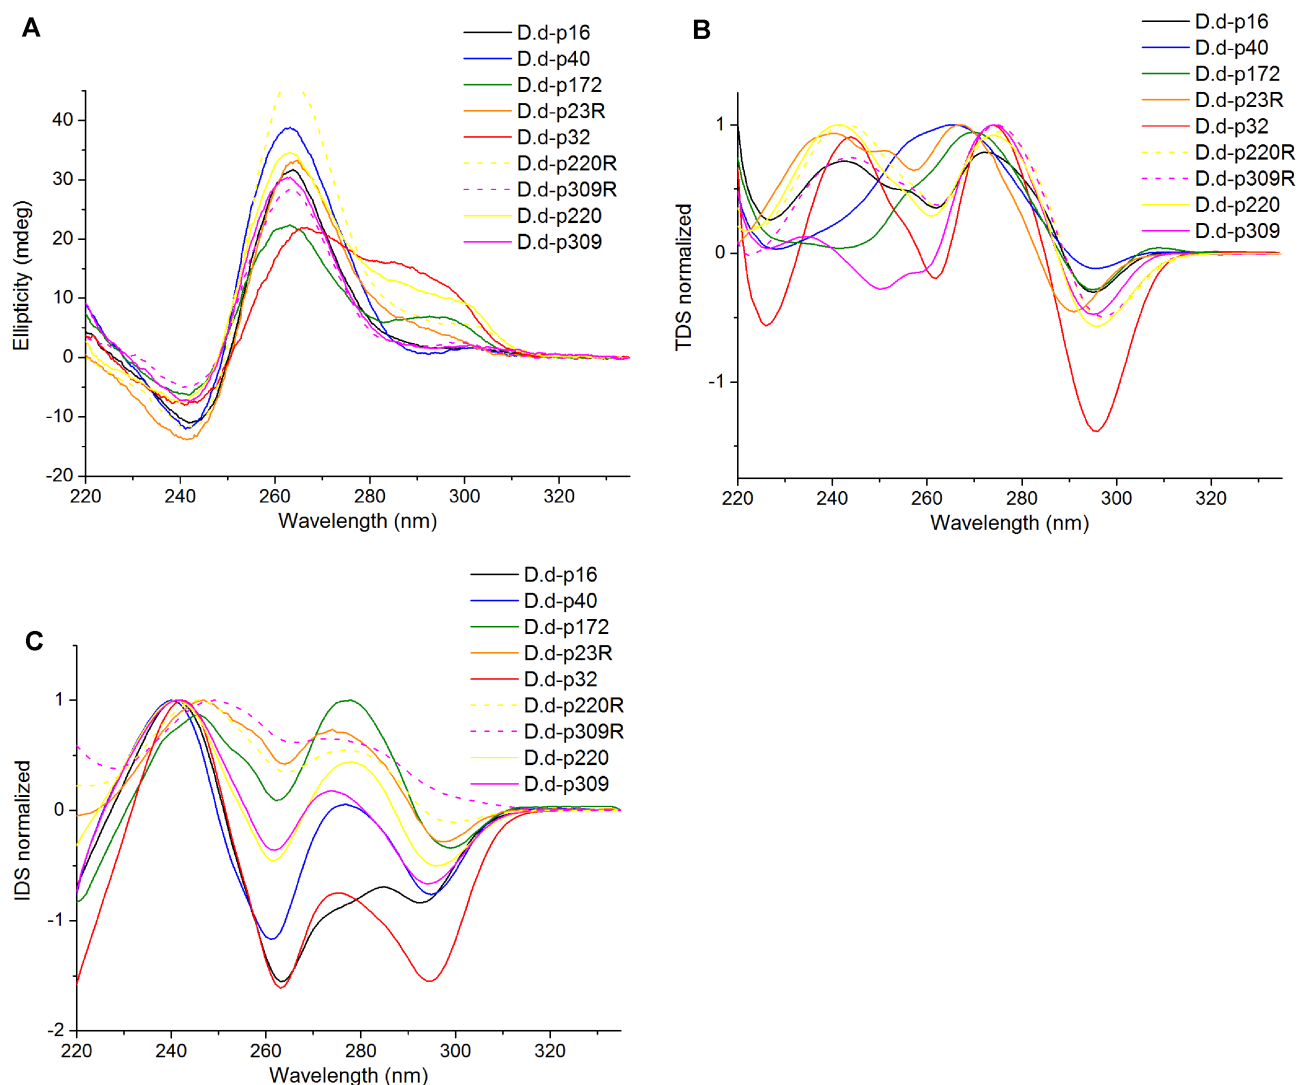 A
D.d-p16
D.d-p40
D.d-p172
D.d-p23R
D.d-p32
D.d-p220R
D.d-p309R
D.d-p220
D.d-p309
40
30
20
10
0
-10
-20
Ellipticity (mdeg)
220 240 260 280 300 320
Wavelength (nm)
B
D.d-p16
D.d-p40
D.d-p172
D.d-p23R
D.d-p32
D.d-p220R
D.d-p309R
D.d-p220
D.d-p309
1
0
-1
TDS normalized
220 240 260 280 300 320
Wavelength (nm)
C
D.d-p16
D.d-p40
D.d-p172
D.d-p23R
D.d-p32
D.d-p220R
D.d-p309R
D.d-p220
D.d-p309
1
0
-1
-2
IDS normalized
220 240 260 280 300 320
Wavelength (nm)